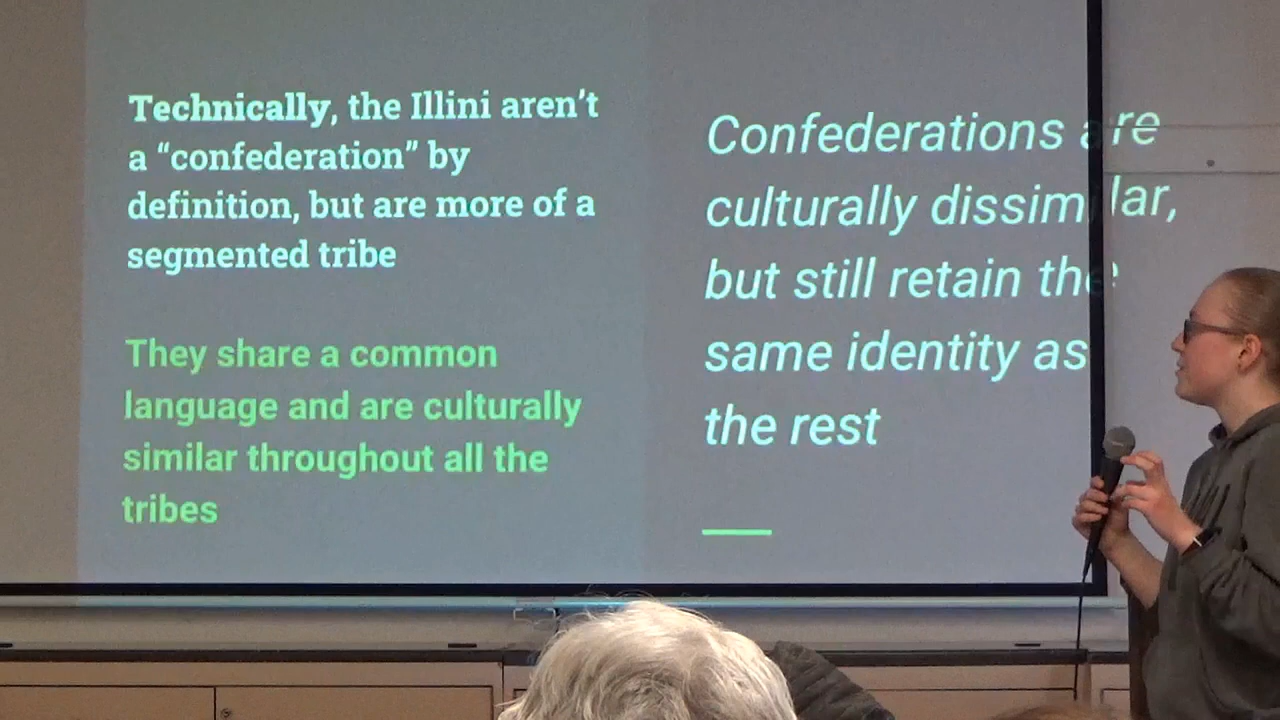 Technically, the Illini aren’t
a “confederation” by
definition, but are more of a
segmented tribe
They share a common
language and are culturally
similar throughout all the
tribes
Confederations are
culturally dissimilar,
but still retain the
same identity as
the rest